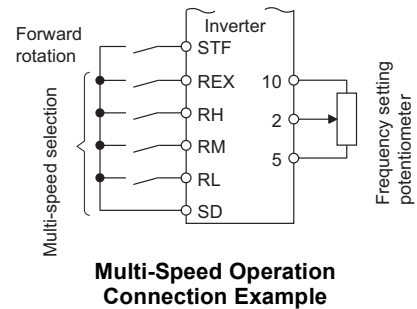 Inverter
Forward
rotation
STF
REX
RH
RM
RL
SD
10
2
5
Multi-speed selection
Frequency setting
potentiometer
Multi-Speed Operation
Connection Example